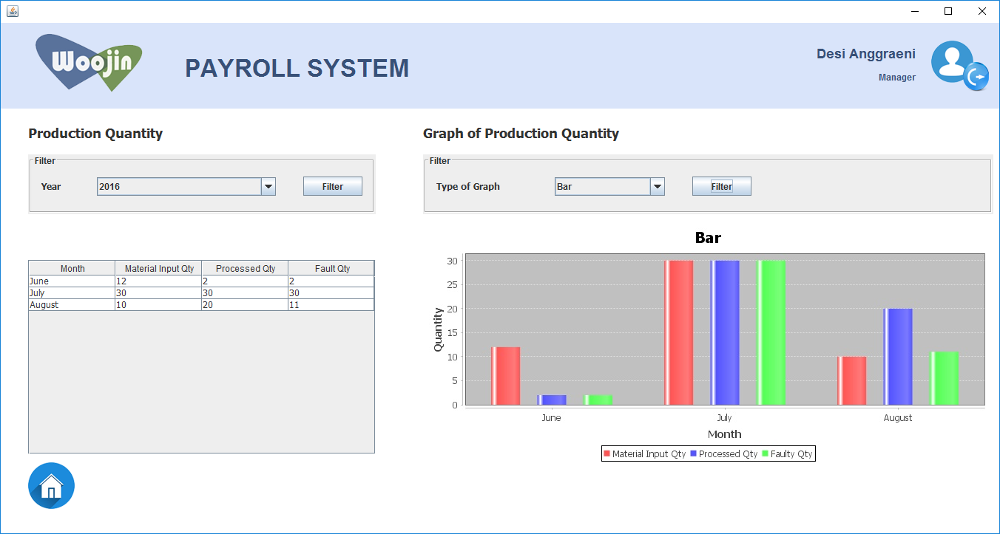 Woojin
PAYROLL SYSTEM
Desi Anggraeni
Manager
Production Quantity
Filter
Year 2016 Filter
Month Material Input Qty Processed Qty Fault Qty
June 12 2 2
July 30 30 30
August 10 20 11
Graph of Production Quantity
Filter
Type of Graph Bar Filter
Bar
Quantity
30
25
20
15
10
5
0
June July August
Month
Material Input Qty Processed Qty Faulty Qty